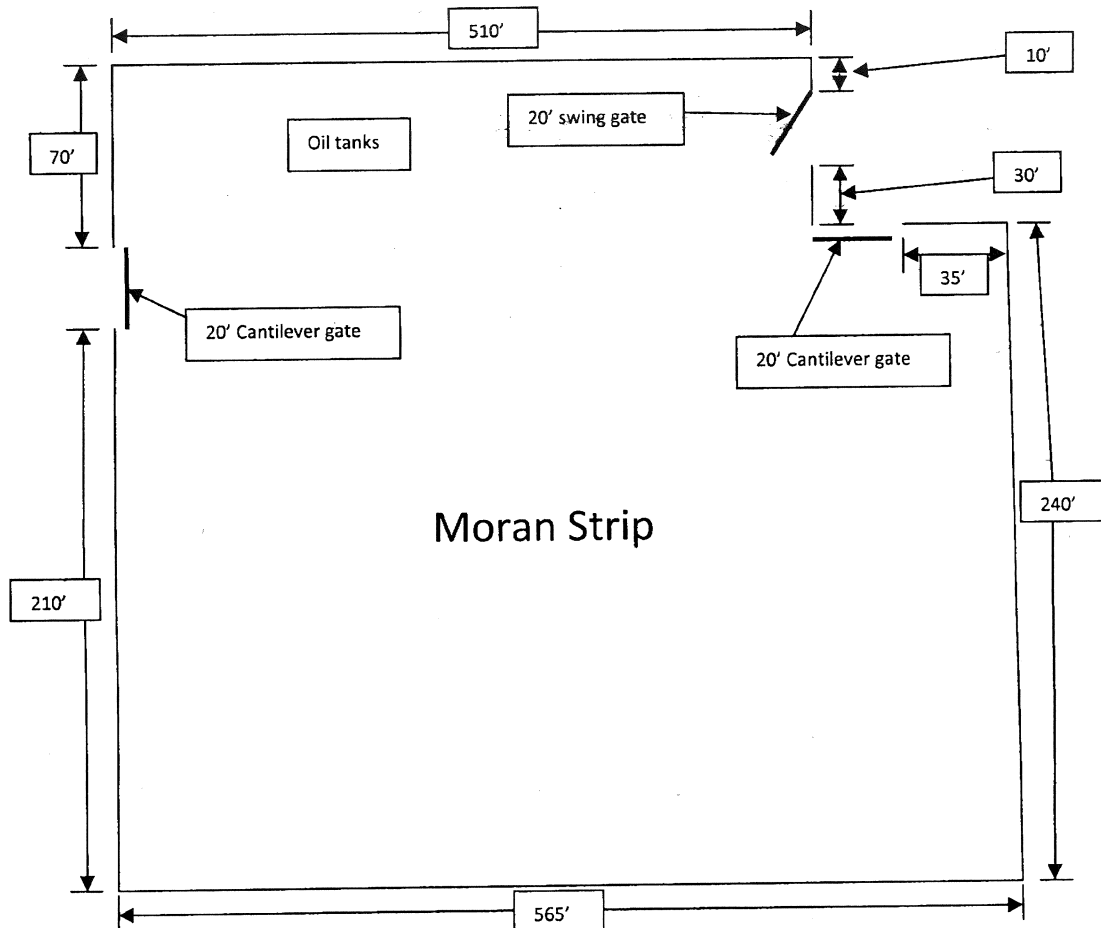 510'
10'
20' swing gate
Oil tanks
70'
30'
35'
20' Cantilever gate
20' Cantilever gate
240'
Moran Strip
210'
565'